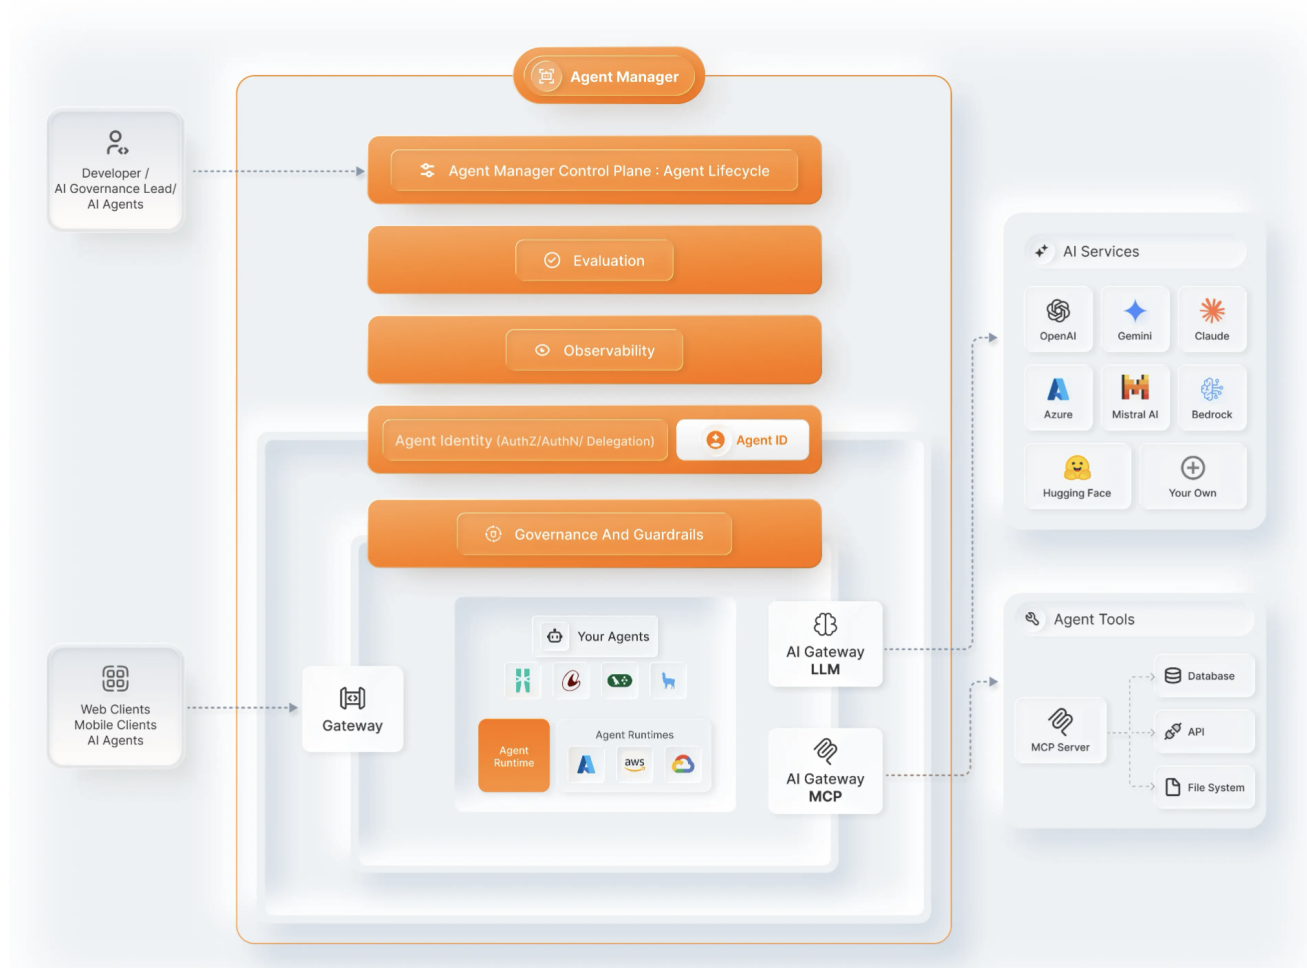 Agent Manager
Developer /
AI Governance Lead/
AI Agents
Agent Manager Control Plane : Agent Lifecycle
Evaluation
Observability
Agent Identity (AuthZ/AuthN/ Delegation)
Agent ID
Governance And Guardrails
Web Clients
Mobile Clients
AI Agents
Gateway
Your Agents
Agent
Runtime
Agent Runtimes
aws
AI Gateway
LLM
AI Gateway
MCP
AI Services
OpenAI
Gemini
Claude
Azure
Mistral AI
Bedrock
Hugging Face
Your Own
Agent Tools
MCP Server
Database
API
File System